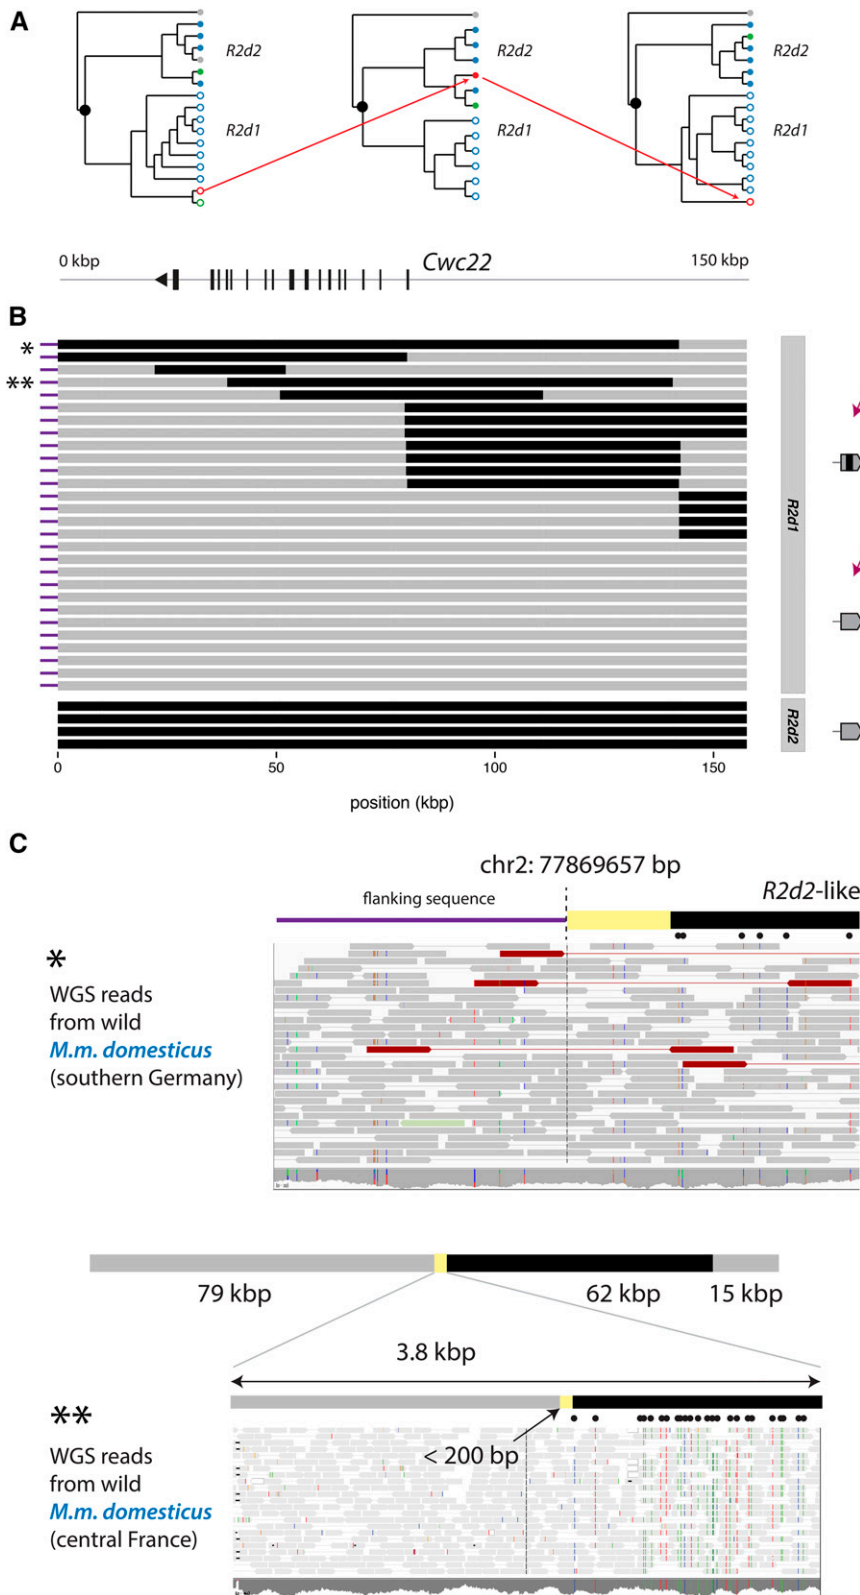 A
R2d2
R2d1
R2d2
R2d1
R2d2
R2d1
0 kbp
Cwc22
150 kbp
B
*
**
R2d1
R2d2
0
50
100
150
position (kbp)
C
chr2: 77869657 bp
flanking sequence
R2d2-like
*
WGS reads
from wild
M.m. domesticus
(southern Germany)
79 kbp
62 kbp
15 kbp
3.8 kbp
**
< 200 bp
WGS reads
from wild
M.m. domesticus
(central France)